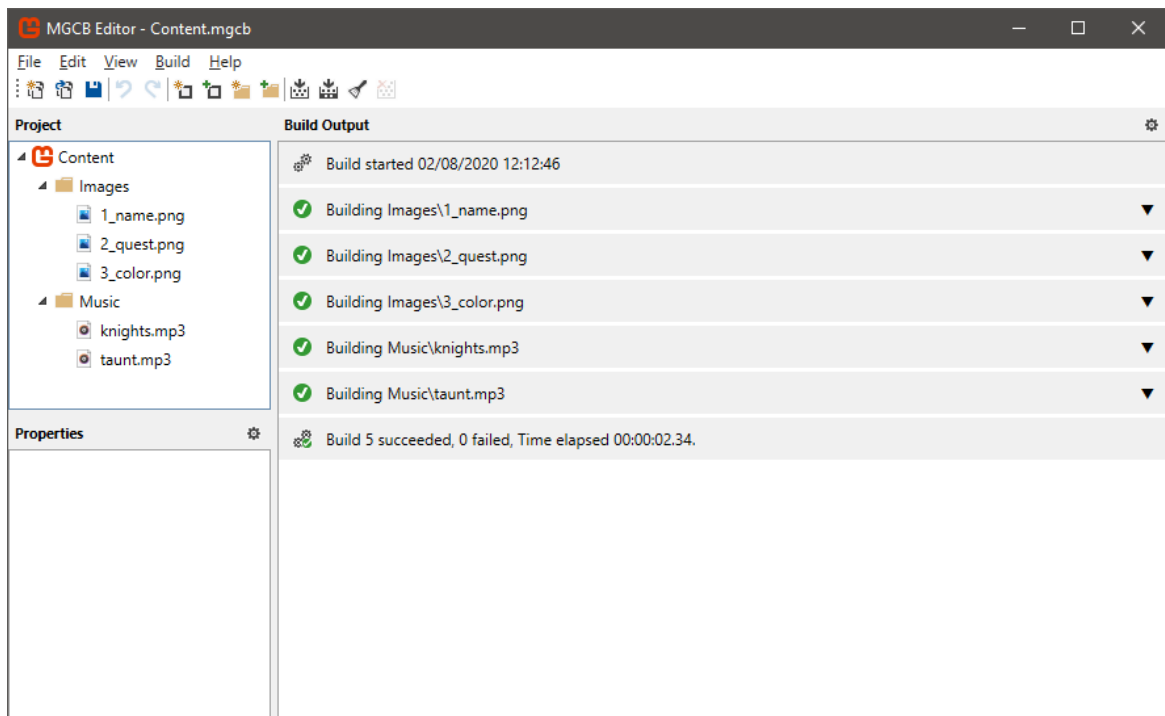 MGCB Editor - Content.mgcb
File Edit View Build Help
Project
Content
Images
1_name.png
2_quest.png
3_color.png
Music
knights.mp3
taunt.mp3
Properties
Build Output
Build started 02/08/2020 12:12:46
Building Images\1_name.png
Building Images\2_quest.png
Building Images\3_color.png
Building Music\knights.mp3
Building Music\taunt.mp3
Build 5 succeeded, 0 failed, Time elapsed 00:00:02.34.